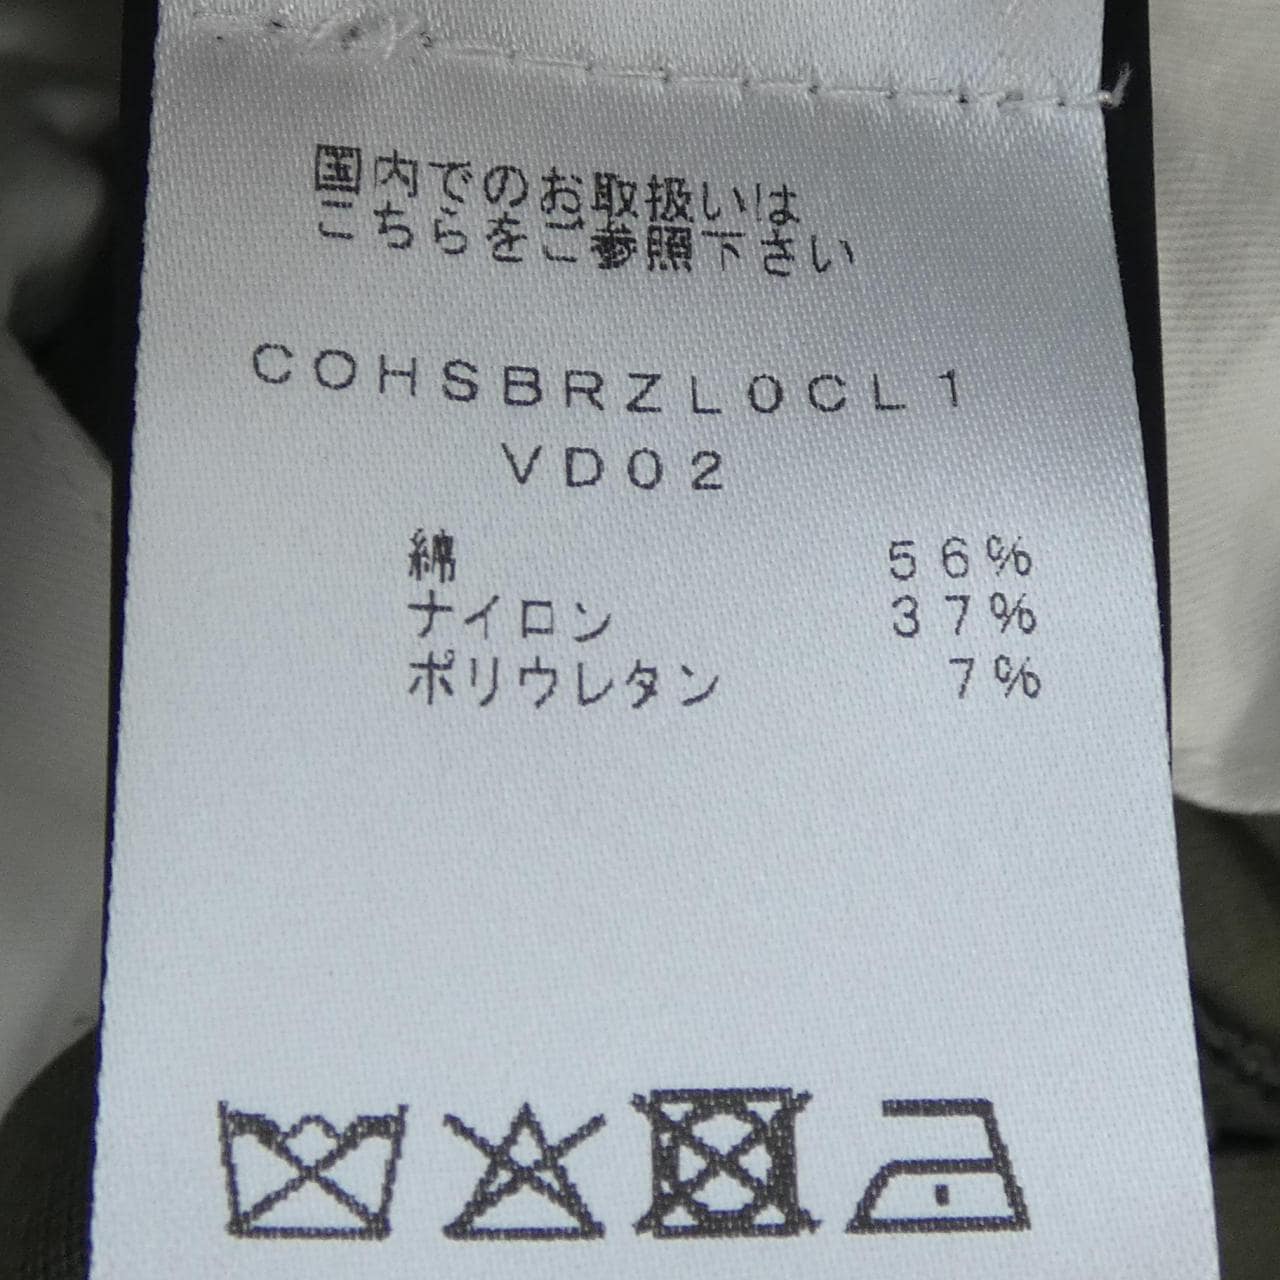 国内でのお取扱いは
こちらをご参照下さい
COHSBRZL0CL1
VD02
綿 56%
ナイロン 37%
ポリウレタン 7%